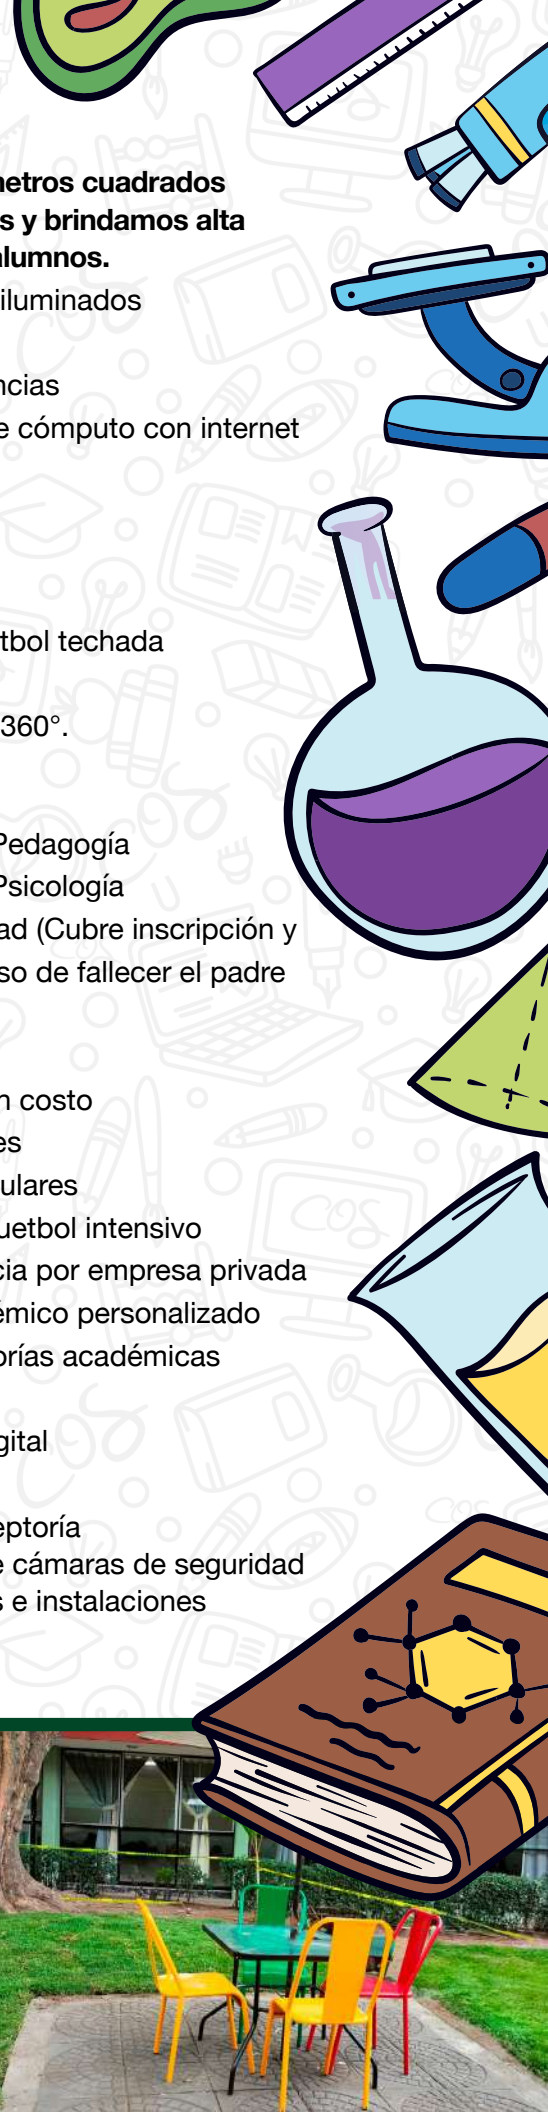 netros cuadrados
s y brindamos alta
alumnos.
iluminados
ncias
e cómputo con internet
tbol techada
360°.
Pedagogía
Psicología
ad (Cubre inscripción y
so de fallecer el padre
n costo
es
ulares
uetbol intensivo
cia por empresa privada
émico personalizado
orías académicas
gital
eptoría
e cámaras de seguridad
s e instalaciones